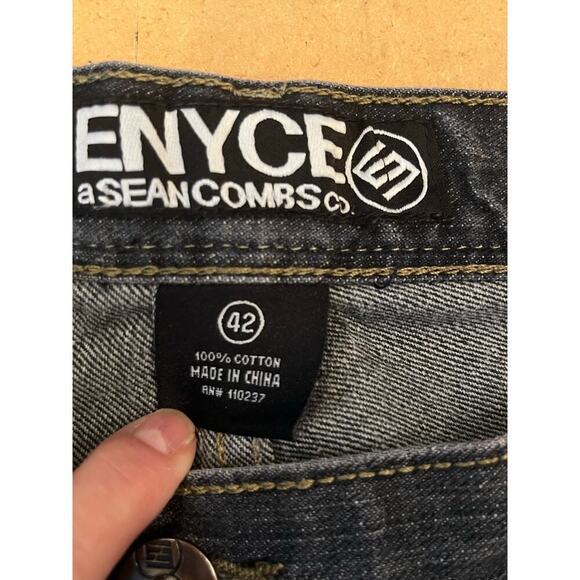 ENYCE
a SEAN COMBS CO.
42
100% COTTON
MADE IN CHINA
RN# 110237